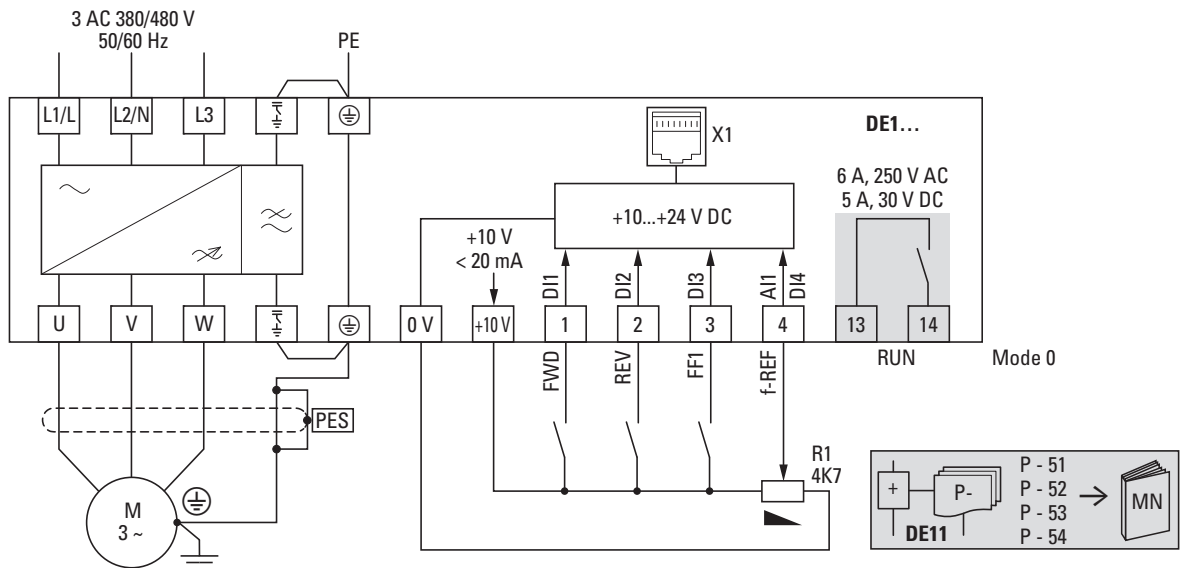 3 AC 380/480 V
50/60 Hz
PE
L1/L
L2/N
L3
X1
DE1…
6 A, 250 V AC
5 A, 30 V DC
+10...+24 V DC
+10 V
< 20 mA
DI1
DI2
DI3
AI1
DI4
U
V
W
0 V
+10 V
1
2
3
4
13
14
FWD
REV
FF1
f-REF
RUN
Mode 0
PES
R1
4K7
M
3 ~
+
P-
DE11
P - 51
P - 52
P - 53
P - 54
MN